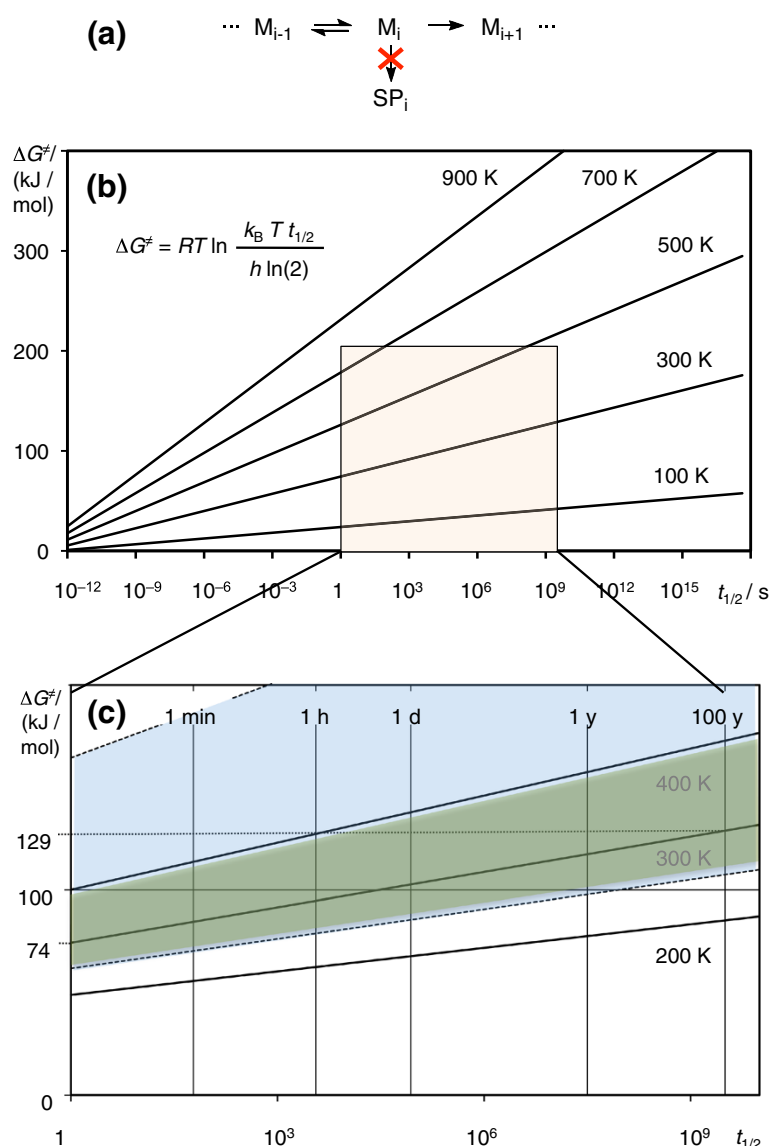 (a) ··· Mᵢ₋₁ ⇌ Mᵢ → Mᵢ₊₁ ···
SPᵢ
ΔG≠/
(kJ /
mol)
(b)
900 K
700 K
500 K
300 K
100 K
ΔG≠ = RT ln (k_B T t₁/₂) / (h ln(2))
300
200
100
0
10⁻¹² 10⁻⁹ 10⁻⁶ 10⁻³ 1 10³ 10⁶ 10⁹ 10¹² 10¹⁵ t₁/₂ / s
ΔG≠/
(kJ /
mol)
(c)
1 min 1 h 1 d 1 y 100 y
400 K
129
300 K
100
74
200 K
0
1 10³ 10⁶ 10⁹ t₁/₂